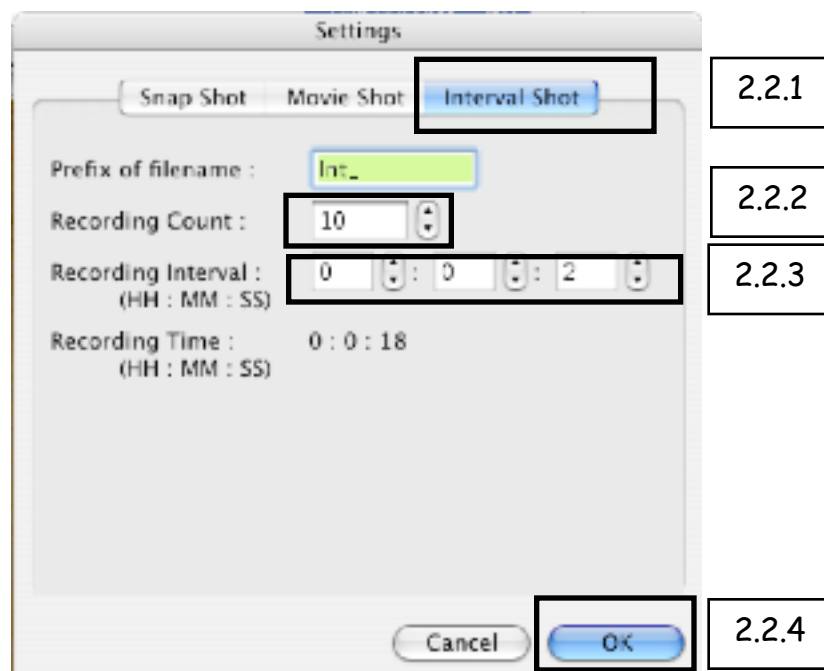 Settings
Snap Shot Movie Shot Interval Shot 2.2.1
Prefix of filename : Int_
Recording Count : 10 2.2.2
Recording Interval : 0 : 0 : 2 2.2.3
(HH : MM : SS)
Recording Time : 0 : 0 : 18
(HH : MM : SS)
Cancel OK 2.2.4